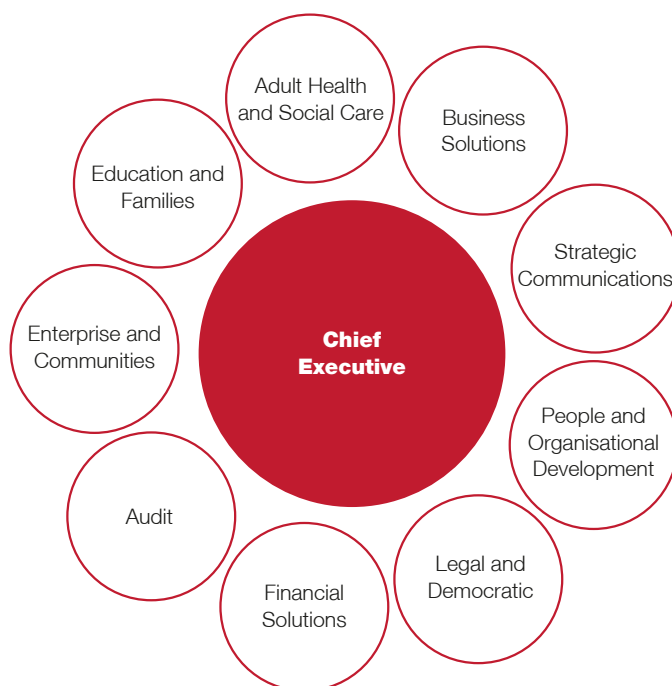 Adult Health
and Social Care
Business
Solutions
Education and
Families
Strategic
Communications
Enterprise and
Communities
Chief
Executive
People and
Organisational
Development
Audit
Legal and
Democratic
Financial
Solutions